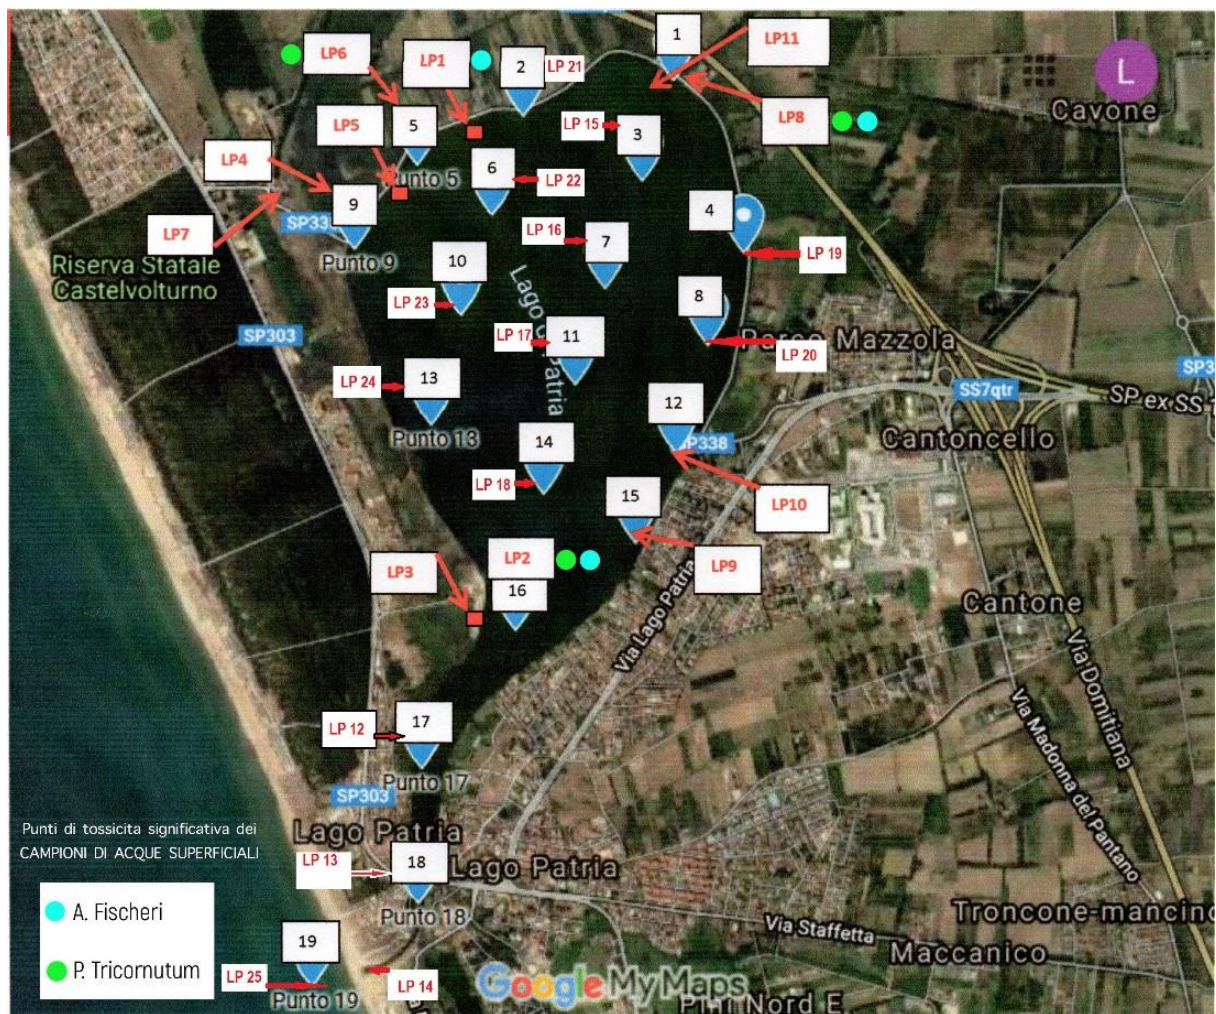 1
LP11
LP6
LP1
2
LP 21
L
Cavone
LP8
LP5
5
LP 15
3
Punto 5
6
LP 22
LP4
9
SP33
4
LP7
LP 16
7
LP 19
Riserva Statale
Castelvolturno
Punto 9
10
LP 23
8
Parco Mazzola
LP 20
SP303
LP 17
11
LP 24
13
SS7qtr
SP3
SP ex SS 1
12
Punto 13
SP338
Cantoncello
14
LP 18
LP10
15
LP3
LP2
LP9
16
Via Lago Patria
Cantone
Via Domitiana
17
LP 12
Punto 17
Via Madonna del Pantano
SP303
Lago Patria
Punti di tossicita significativa dei
CAMPIONI DI ACQUE SUPERFICIALI
LP 13
18
Lago Patria
A. Fischeri
Punto 18
Troncone-mancino
Via Staffetta
P. Tricornutum
19
Maccanico
LP 25
LP 14
Punto 19
Google My Maps
Pini Nord E